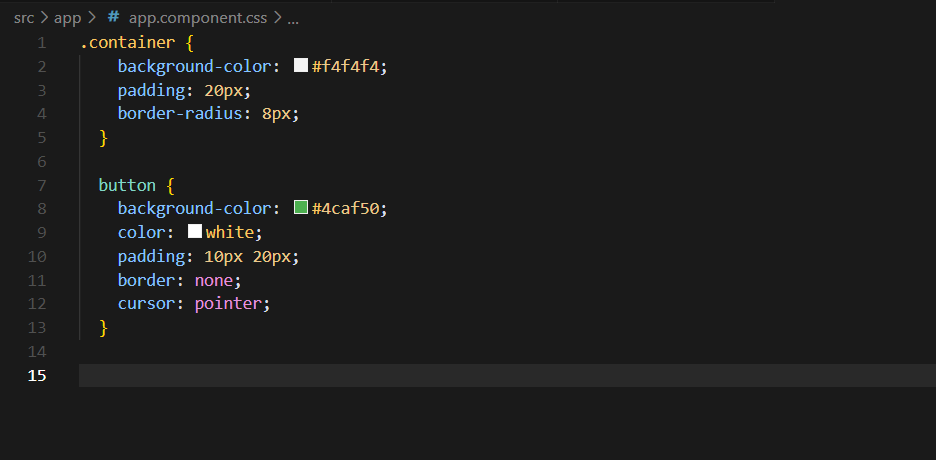 src > app > # app.component.css > ...
1 .container {
2 background-color: #f4f4f4;
3 padding: 20px;
4 border-radius: 8px;
5 }
6
7 button {
8 background-color: #4caf50;
9 color: white;
10 padding: 10px 20px;
11 border: none;
12 cursor: pointer;
13 }
14
15